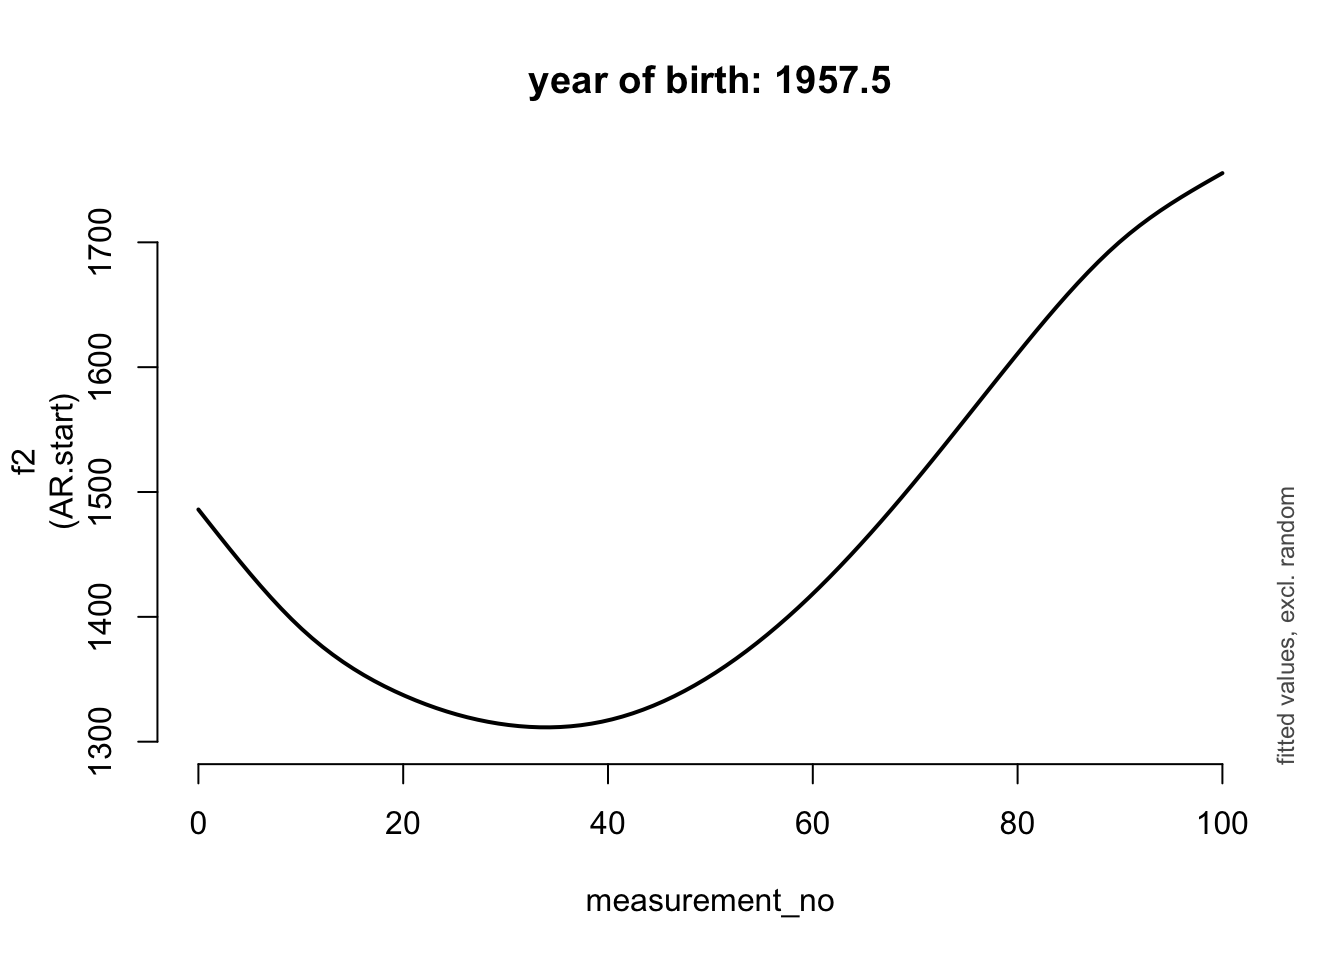 year of birth: 1957.5
f2
(AR.start)
1700
1600
1500
1400
1300
0 20 40 60 80 100
measurement_no
fitted values, excl. random